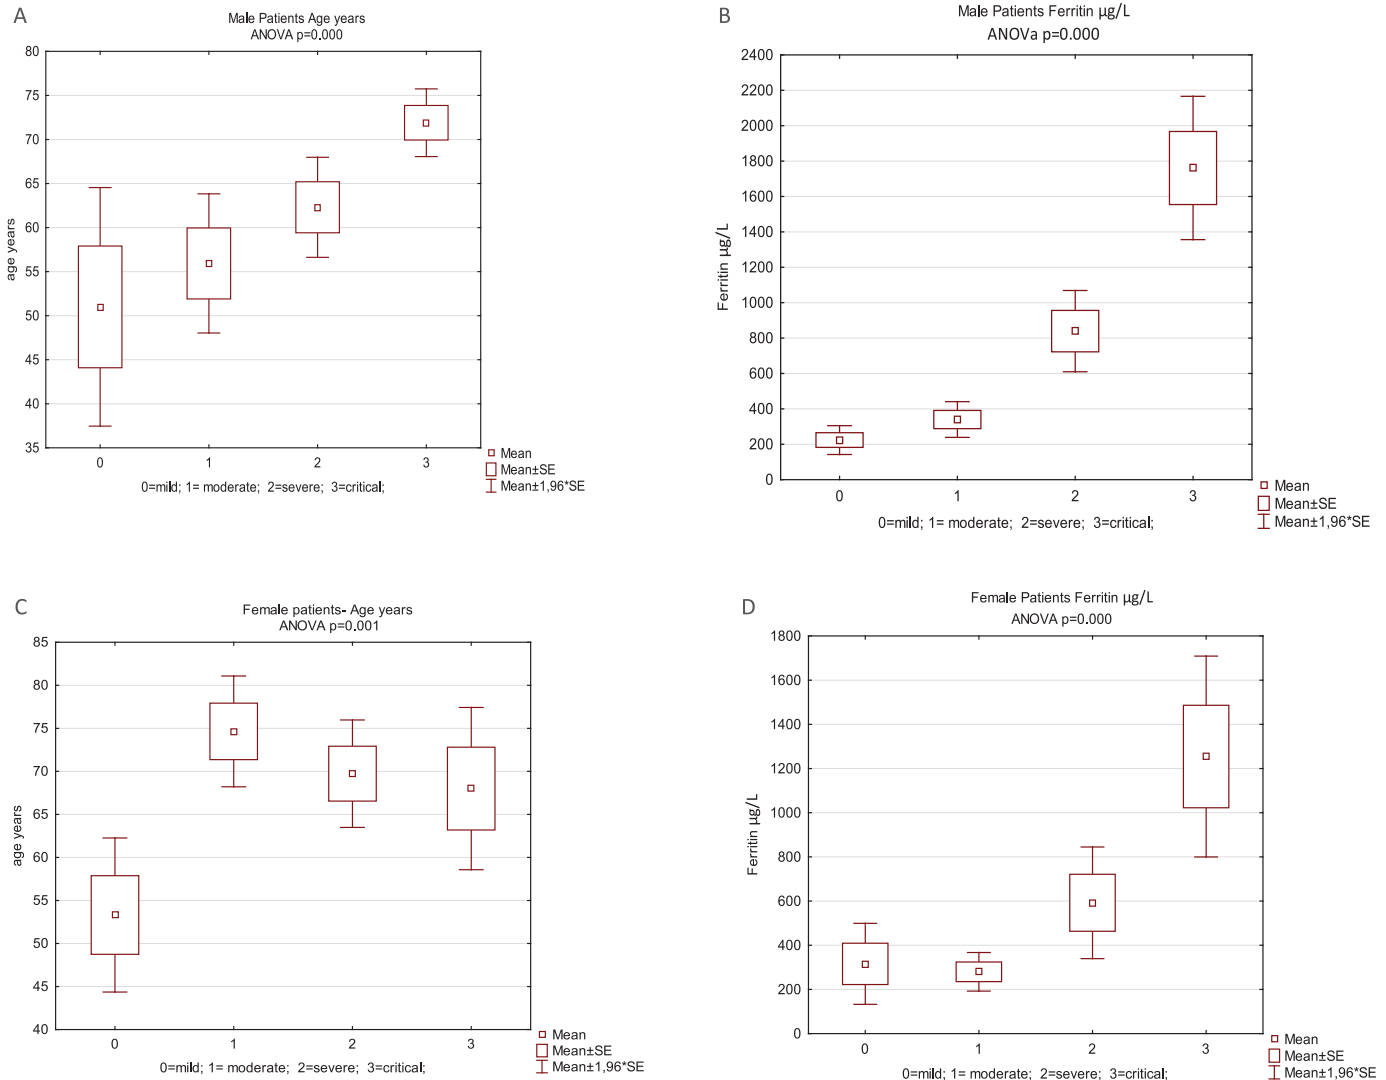 A
Male Patients Age years
ANOVA p=0.000
80
75
70
65
60
55
50
45
40
35
age years
0 1 2 3
0=mild; 1= moderate; 2=severe; 3=critical;
Mean
Mean±SE
Mean±1,96*SE
B
Male Patients Ferritin µg/L
ANOVa p=0.000
2400
2200
2000
1800
1600
1400
1200
1000
800
600
400
200
0
Ferritin µg/L
0 1 2 3
0=mild; 1= moderate; 2=severe; 3=critical;
Mean
Mean±SE
Mean±1,96*SE
C
Female patients- Age years
ANOVA p=0.001
85
80
75
70
65
60
55
50
45
40
age years
0 1 2 3
0=mild; 1= moderate; 2=severe; 3=critical;
Mean
Mean±SE
Mean±1,96*SE
D
Female Patients Ferritin µg/L
ANOVA p=0.000
1800
1600
1400
1200
1000
800
600
400
200
0
Ferritin µg/L
0 1 2 3
0=mild; 1= moderate; 2=severe; 3=critical;
Mean
Mean±SE
Mean±1,96*SE